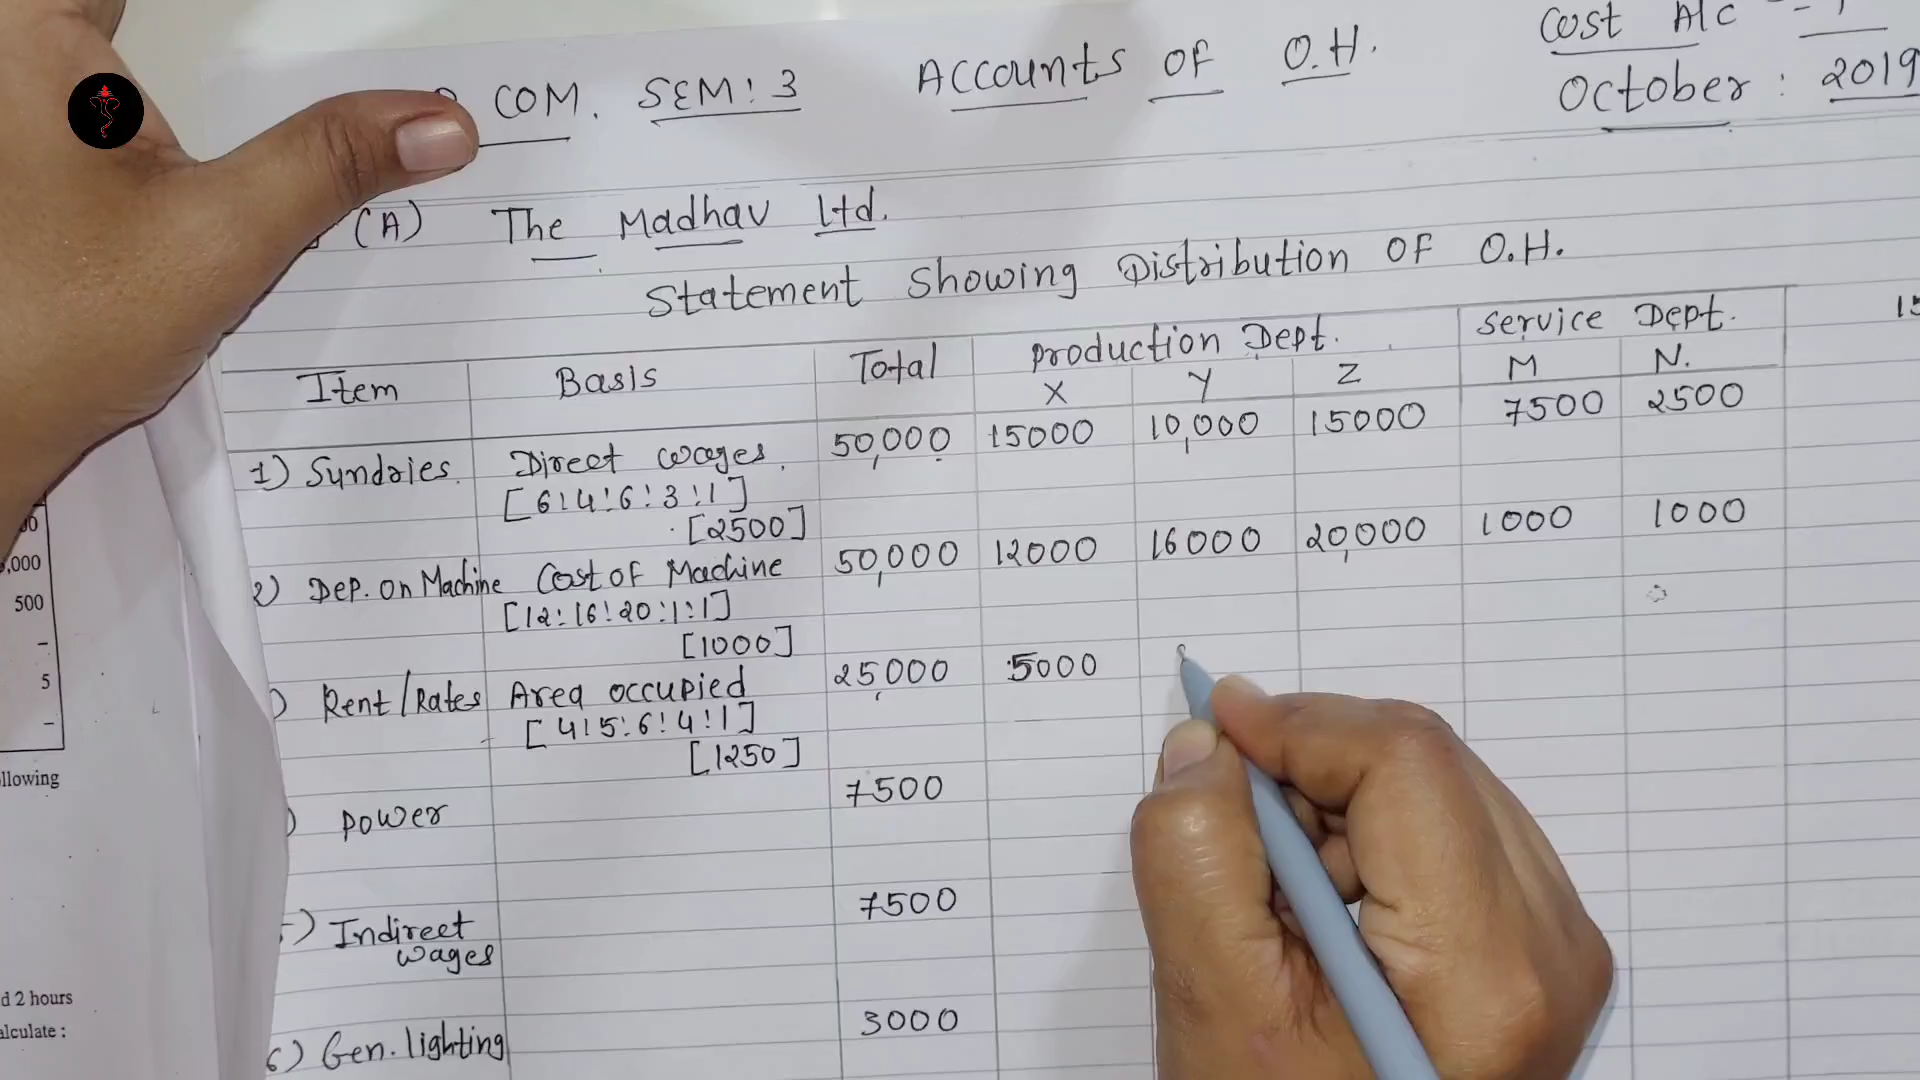 COM. SEM: 3 Accounts OF O.H. Cost A/c
October : 2019
(A) The Madhav Ltd.
Statement Showing Distribution OF O.H.
Item Basis Total Production Dept. Service Dept.
X Y Z M N.
1) Sundries. Direct wages. 50,000 15000 10,000 15000 7500 2500
[6:4:6:3:1]
[2500]
2) Dep. on Machine Cost of Machine 50,000 12000 16000 20,000 1000 1000
[12:16:20:1:1]
[1000]
) Rent/Rates Area occupied 25,000 5000
[4:5:6:4:1]
[1250]
) Power 7500
) Indirect wages 7500
6) Gen. lighting 3000
,000
500
–
5
–
llowing
d 2 hours
alculate :